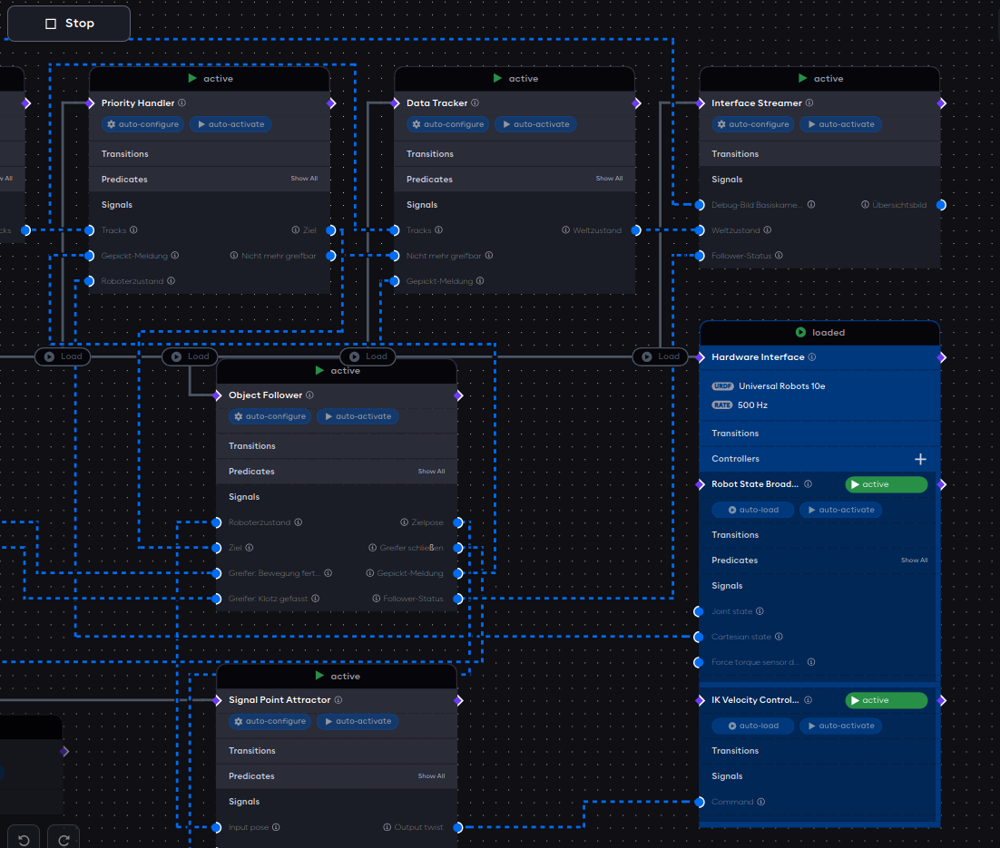 Stop
active
Priority Handler
auto-configure
auto-activate
Transitions
Predicates
Show All
Signals
Tracks
Ziel
Gepickt-Meldung
Nicht mehr greifbar
Roboterzustand
active
Data Tracker
auto-configure
auto-activate
Transitions
Predicates
Show All
Signals
Tracks
Weltzustand
Nicht mehr greifbar
Gepickt-Meldung
active
Interface Streamer
auto-configure
auto-activate
Transitions
Signals
Debug-Bild Basiskame...
Übersichtsbild
Weltzustand
Follower-Status
w All
cks
Load
Load
Load
Load
active
Object Follower
auto-configure
auto-activate
Transitions
Predicates
Show All
Signals
Roboterzustand
Zielpose
Ziel
Greifer schließen
Greifer: Bewegung fert...
Gepickt-Meldung
Greifer: Klotz gefasst
Follower-Status
loaded
Hardware Interface
URDF Universal Robots 10e
RATE 500 Hz
Transitions
Controllers
Robot State Broad...
active
auto-load
auto-activate
Transitions
Predicates
Show All
Signals
Joint state
Cartesian state
Force torque sensor d...
IK Velocity Control...
active
auto-load
auto-activate
Transitions
Signals
Command
active
Signal Point Attractor
auto-configure
auto-activate
Transitions
Predicates
Show All
Signals
Input pose
Output twist